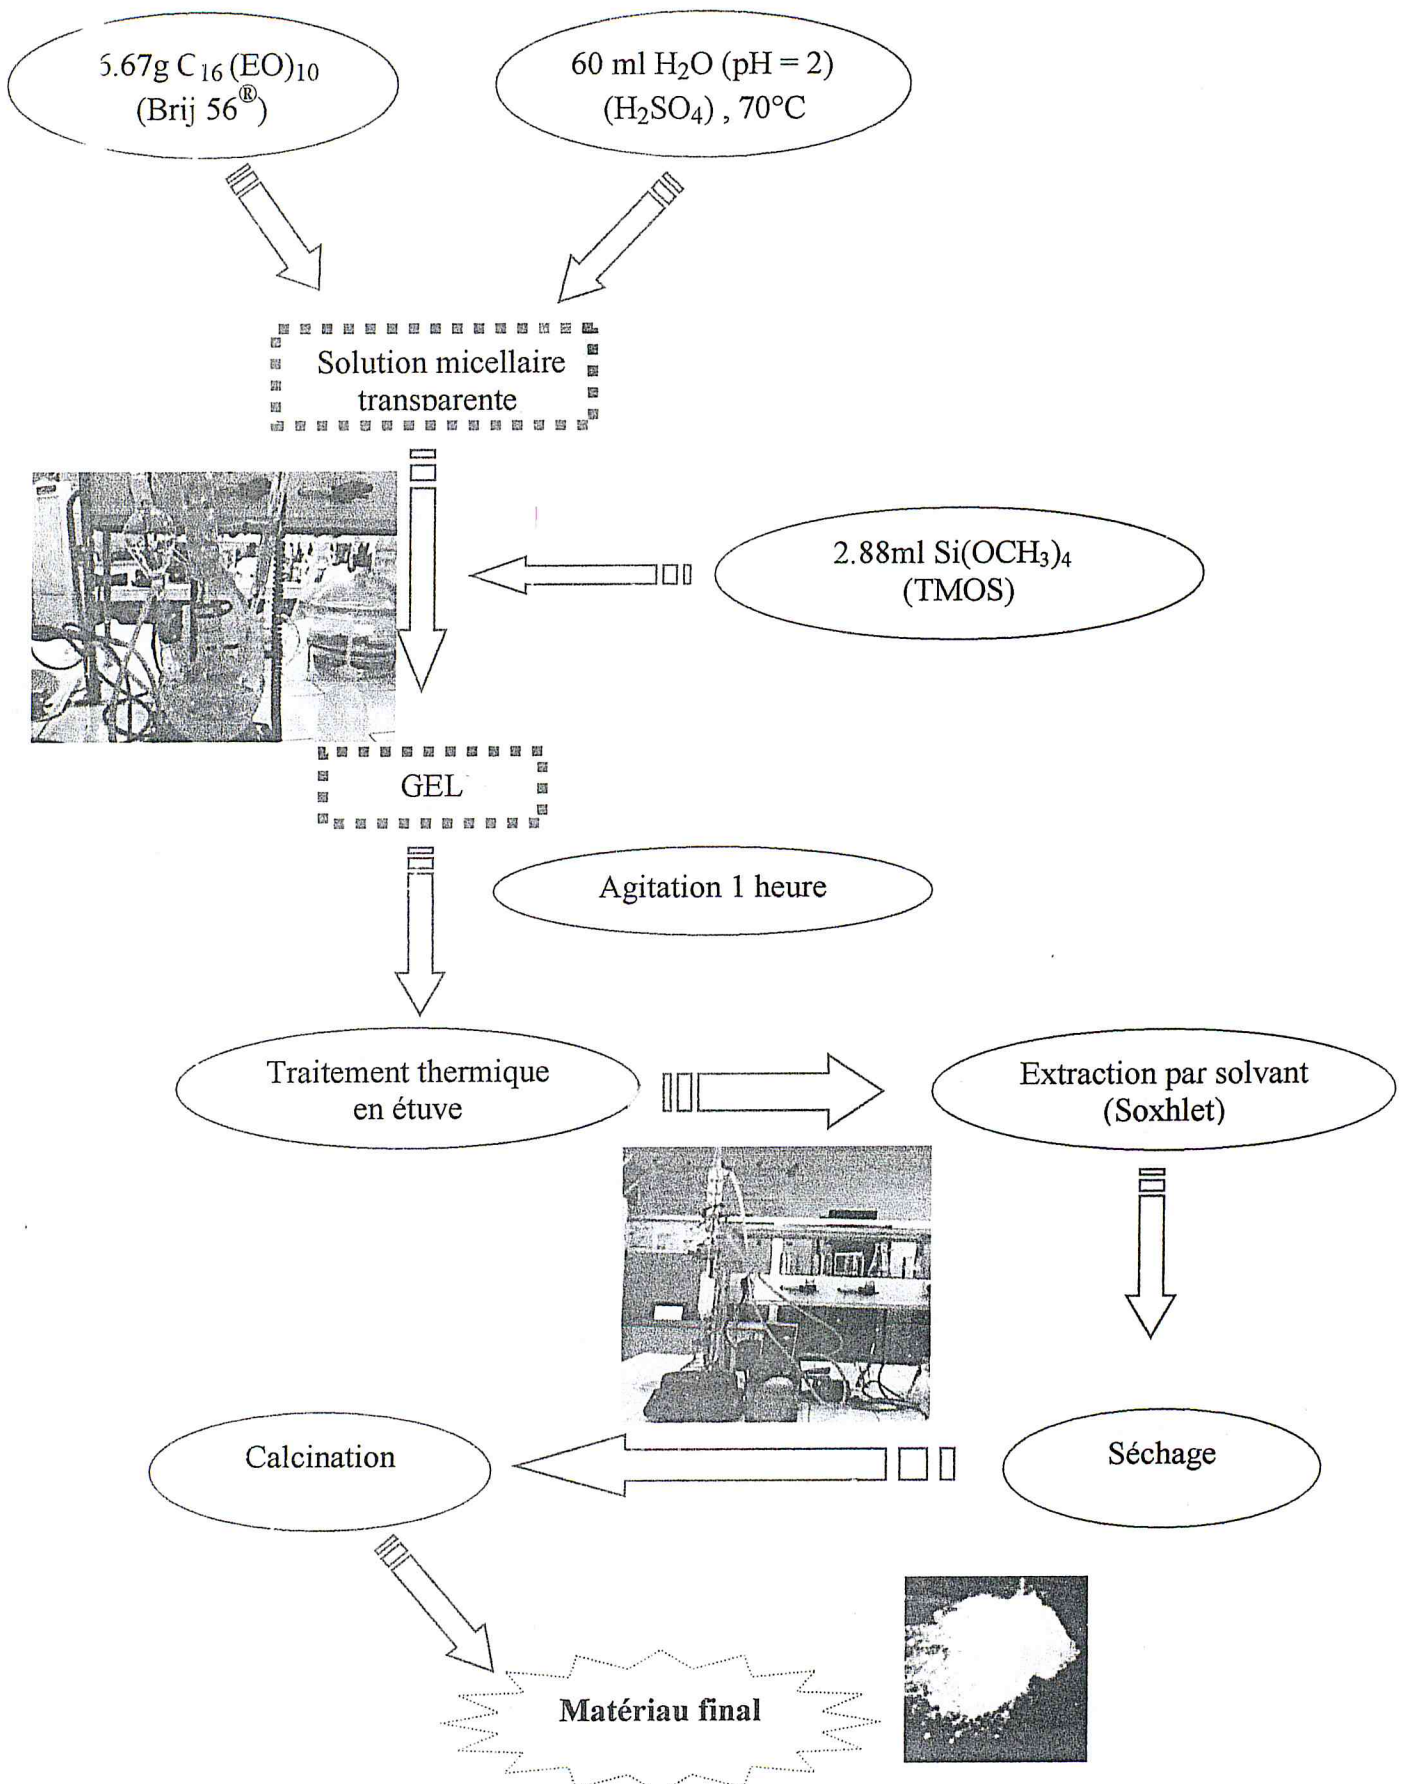 6.67g C₁₆(EO)₁₀
(Brij 56®)
60 ml H₂O (pH = 2)
(H₂SO₄) , 70°C
Solution micellaire
transparente
2.88ml Si(OCH₃)₄
(TMOS)
GEL
Agitation 1 heure
Traitement thermique
en étuve
Extraction par solvant
(Soxhlet)
Séchage
Calcination
Matériau final